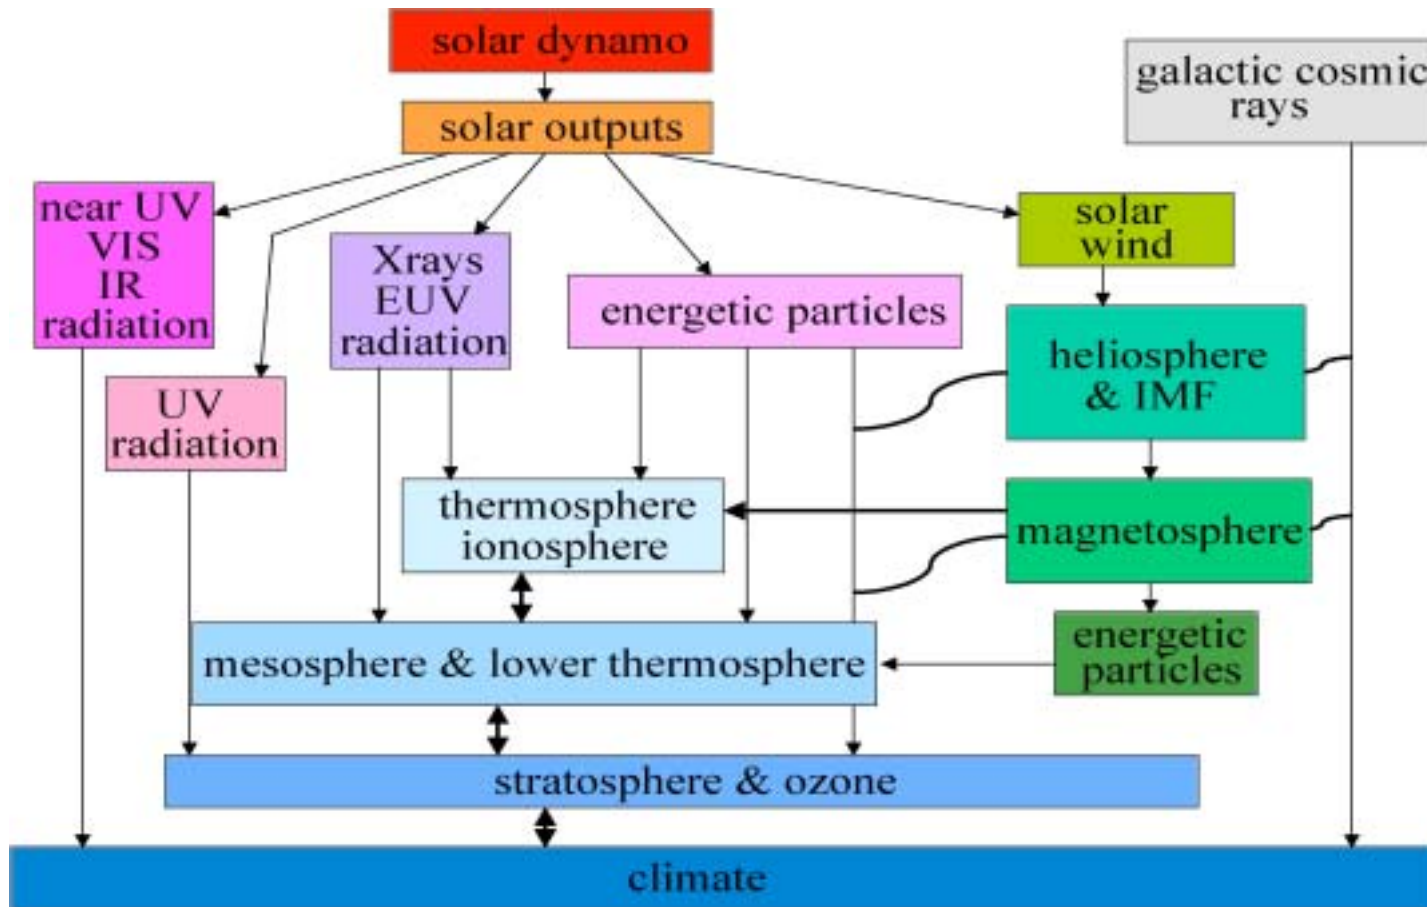 solar dynamo
galactic cosmic
rays
solar outputs
near UV
VIS
IR
radiation
Xrays
EUV
radiation
solar
wind
energetic particles
heliosphere
& IMF
UV
radiation
thermosphere
ionosphere
magnetosphere
energetic
particles
mesosphere & lower thermosphere
stratosphere & ozone
climate